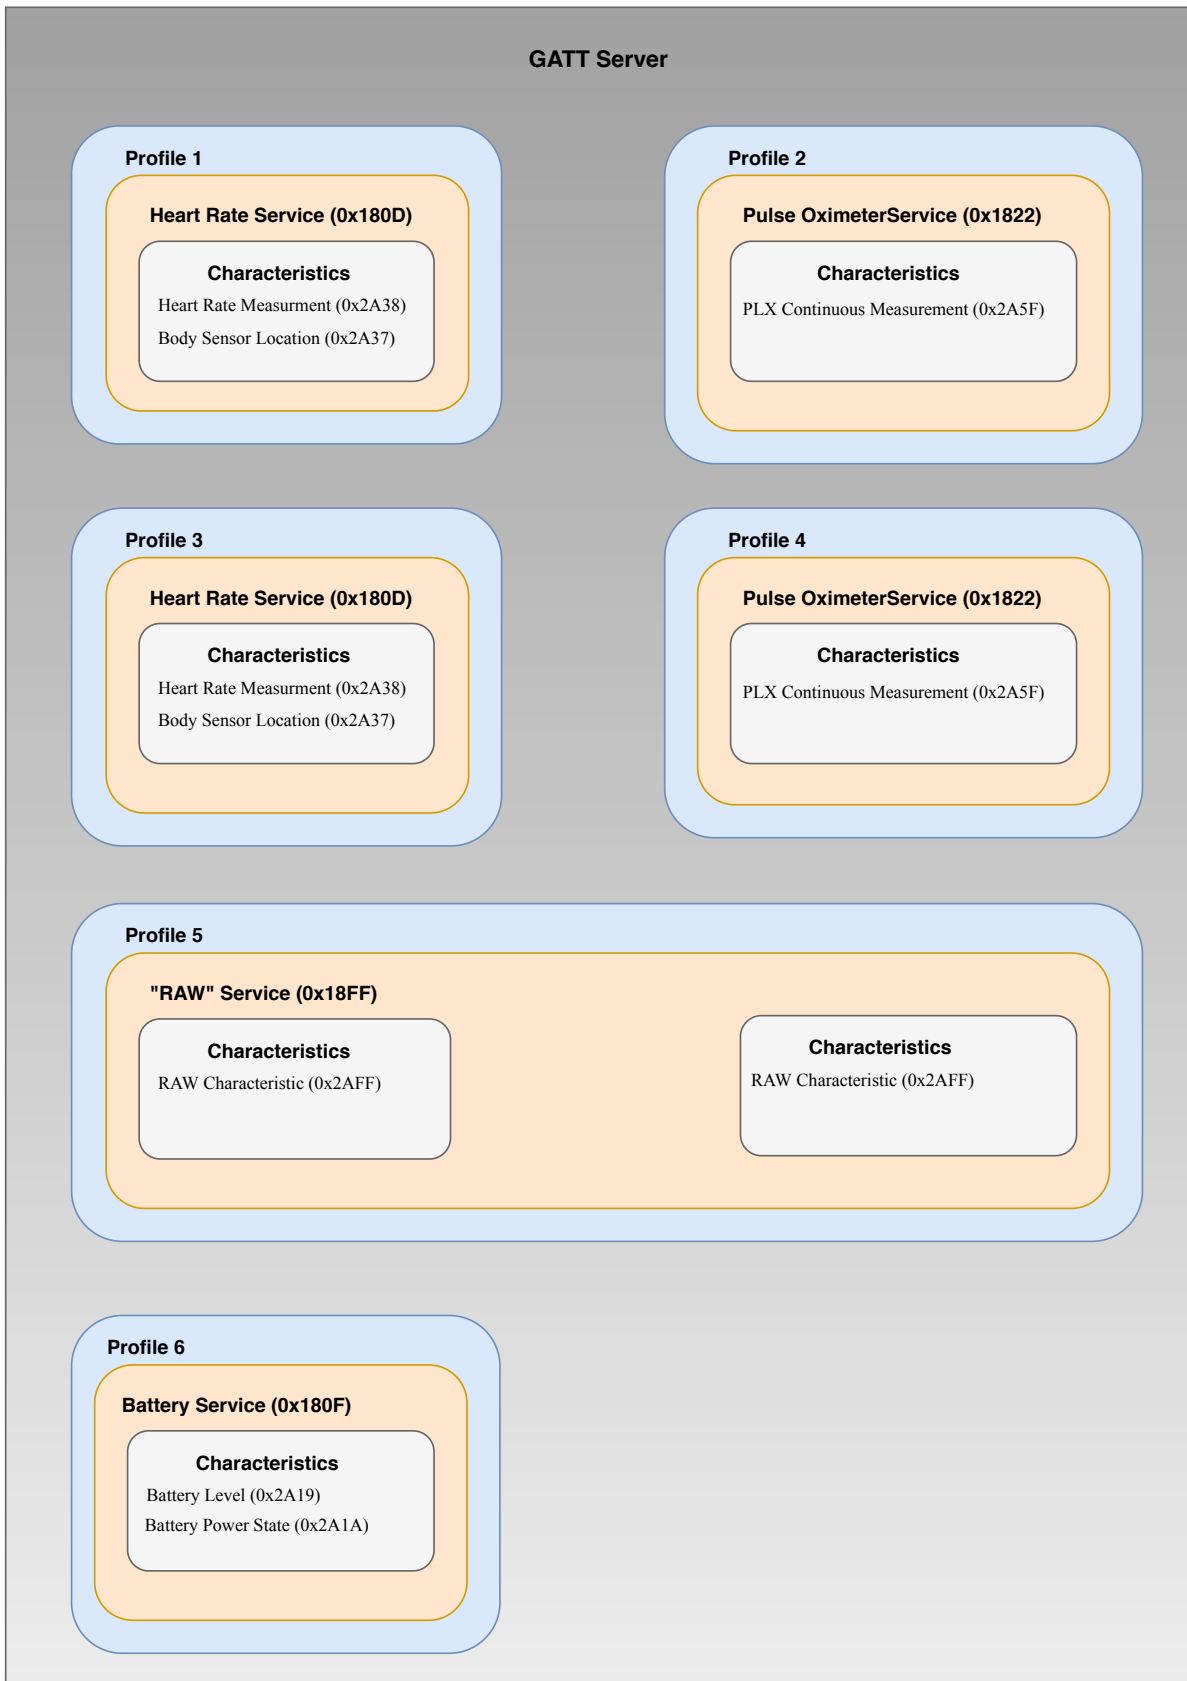 GATT Server
Profile 1
Heart Rate Service (0x180D)
Characteristics
Heart Rate Measurment (0x2A38)
Body Sensor Location (0x2A37)
Profile 2
Pulse OximeterService (0x1822)
Characteristics
PLX Continuous Measurement (0x2A5F)
Profile 3
Heart Rate Service (0x180D)
Characteristics
Heart Rate Measurment (0x2A38)
Body Sensor Location (0x2A37)
Profile 4
Pulse OximeterService (0x1822)
Characteristics
PLX Continuous Measurement (0x2A5F)
Profile 5
"RAW" Service (0x18FF)
Characteristics
RAW Characteristic (0x2AFF)
Characteristics
RAW Characteristic (0x2AFF)
Profile 6
Battery Service (0x180F)
Characteristics
Battery Level (0x2A19)
Battery Power State (0x2A1A)